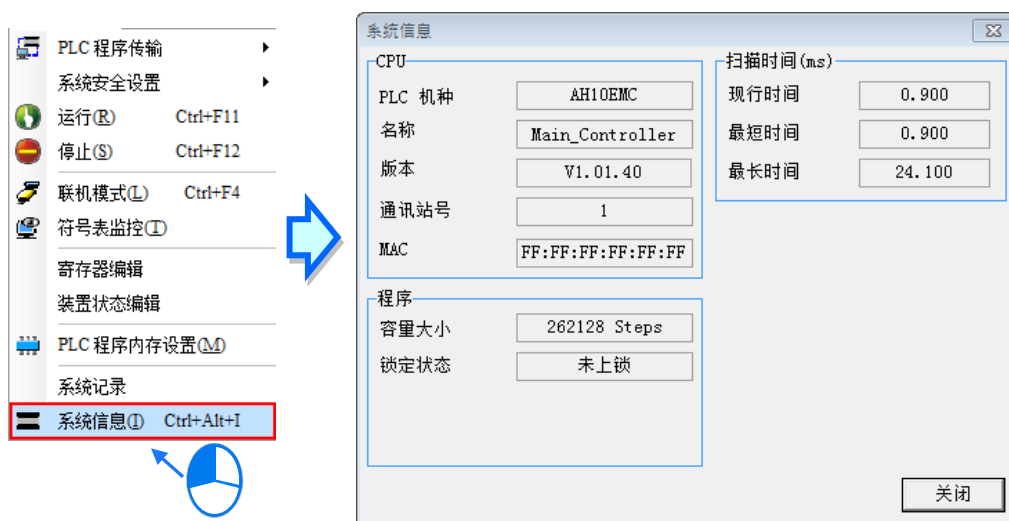 PLC 程序传输
系统安全设置
运行(R) Ctrl+F11
停止(S) Ctrl+F12
联机模式(L) Ctrl+F4
符号表监控(T)
寄存器编辑
装置状态编辑
PLC 程序内存设置(M)
系统记录
系统信息(I) Ctrl+Alt+I
系统信息
CPU
PLC 机种 AH10EMC
名称 Main_Controller
版本 V1.01.40
通讯站号 1
MAC FF:FF:FF:FF:FF:FF
程序
容量大小 262128 Steps
锁定状态 未上锁
扫描时间(ms)
现行时间 0.900
最短时间 0.900
最长时间 24.100
关闭